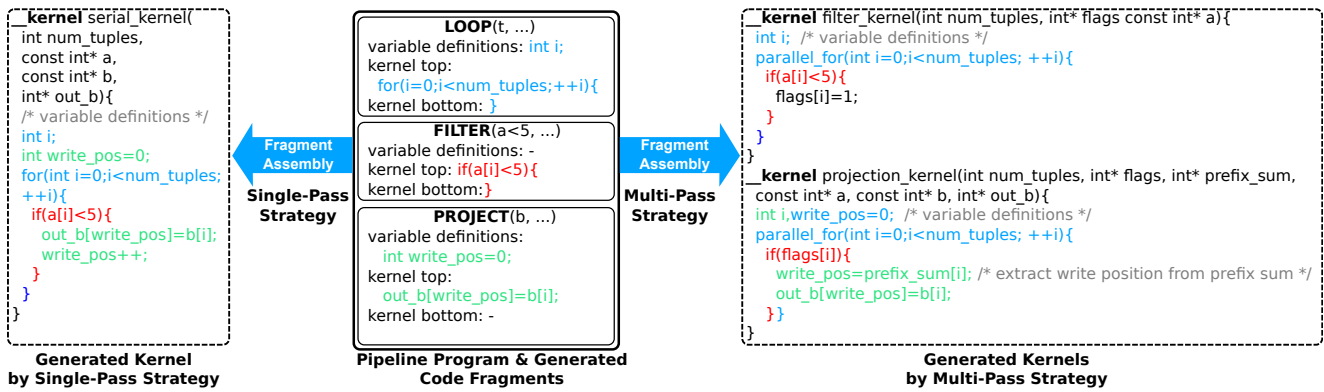 __kernel serial_kernel(
int num_tuples,
const int* a,
const int* b,
int* out_b){
/* variable definitions */
int i;
int write_pos=0;
for(int i=0;i<num_tuples;
++i){
if(a[i]<5){
out_b[write_pos]=b[i];
write_pos++;
}
}
}
Generated Kernel
by Single-Pass Strategy
Fragment
Assembly
Single-Pass
Strategy
LOOP(t, ...)
variable definitions: int i;
kernel top:
for(i=0;i<num_tuples;++i){
kernel bottom: }
FILTER(a<5, ...)
variable definitions: -
kernel top: if(a[i]<5){
kernel bottom:}
PROJECT(b, ...)
variable definitions:
int write_pos=0;
kernel top:
out_b[write_pos]=b[i];
kernel bottom: -
Pipeline Program & Generated
Code Fragments
Fragment
Assembly
Multi-Pass
Strategy
__kernel filter_kernel(int num_tuples, int* flags const int* a){
int i; /* variable definitions */
parallel_for(int i=0;i<num_tuples; ++i){
if(a[i]<5){
flags[i]=1;
}
}
}
__kernel projection_kernel(int num_tuples, int* flags, int* prefix_sum,
const int* a, const int* b, int* out_b){
int i,write_pos=0; /* variable definitions */
parallel_for(int i=0;i<num_tuples; ++i){
if(flags[i]){
write_pos=prefix_sum[i]; /* extract write position from prefix sum */
out_b[write_pos]=b[i];
}}
}
Generated Kernels
by Multi-Pass Strategy